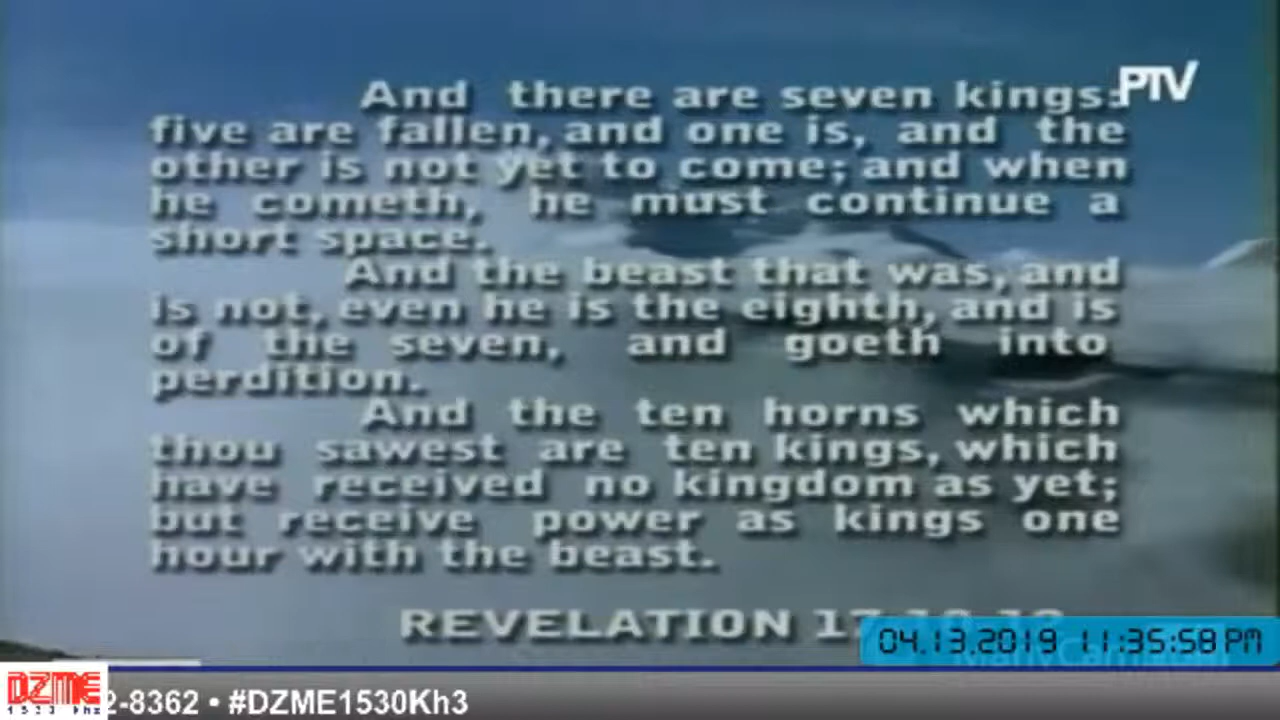 And there are seven kings:
PTV
five are fallen, and one is, and the
other is not yet to come; and when
he cometh, he must continue a
short space.
And the beast that was, and
is not, even he is the eighth, and is
of the seven, and goeth into
perdition.
And the ten horns which
thou sawest are ten kings, which
have received no kingdom as yet;
but receive power as kings one
hour with the beast.
REVELATION
04.13.2019 11:35:58 PM
DZME
1530 khz
2-8362 • #DZME1530Kh3